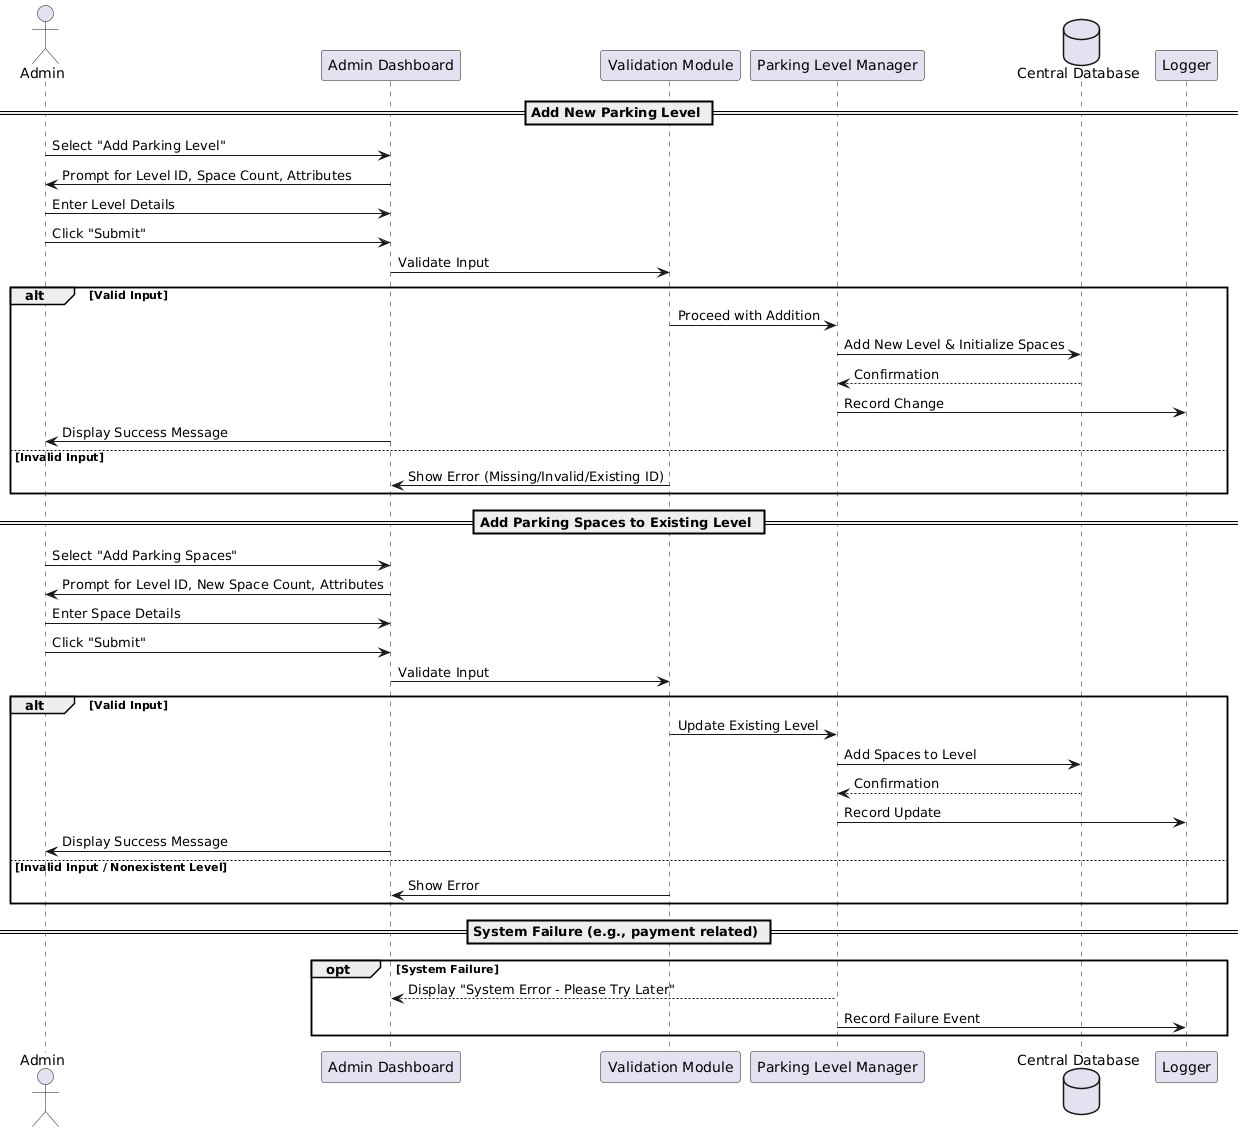 Admin
Admin Dashboard
Validation Module
Parking Level Manager
Central Database
Logger
Add New Parking Level
Select "Add Parking Level"
Prompt for Level ID, Space Count, Attributes
Enter Level Details
Click "Submit"
Validate Input
alt
[Valid Input]
Proceed with Addition
Add New Level & Initialize Spaces
Confirmation
Record Change
Display Success Message
[Invalid Input]
Show Error (Missing/Invalid/Existing ID)
Add Parking Spaces to Existing Level
Select "Add Parking Spaces"
Prompt for Level ID, New Space Count, Attributes
Enter Space Details
Click "Submit"
Validate Input
alt
[Valid Input]
Update Existing Level
Add Spaces to Level
Confirmation
Record Update
Display Success Message
[Invalid Input / Nonexistent Level]
Show Error
System Failure (e.g., payment related)
opt
[System Failure]
Display "System Error - Please Try Later"
Record Failure Event
Admin
Admin Dashboard
Validation Module
Parking Level Manager
Central Database
Logger